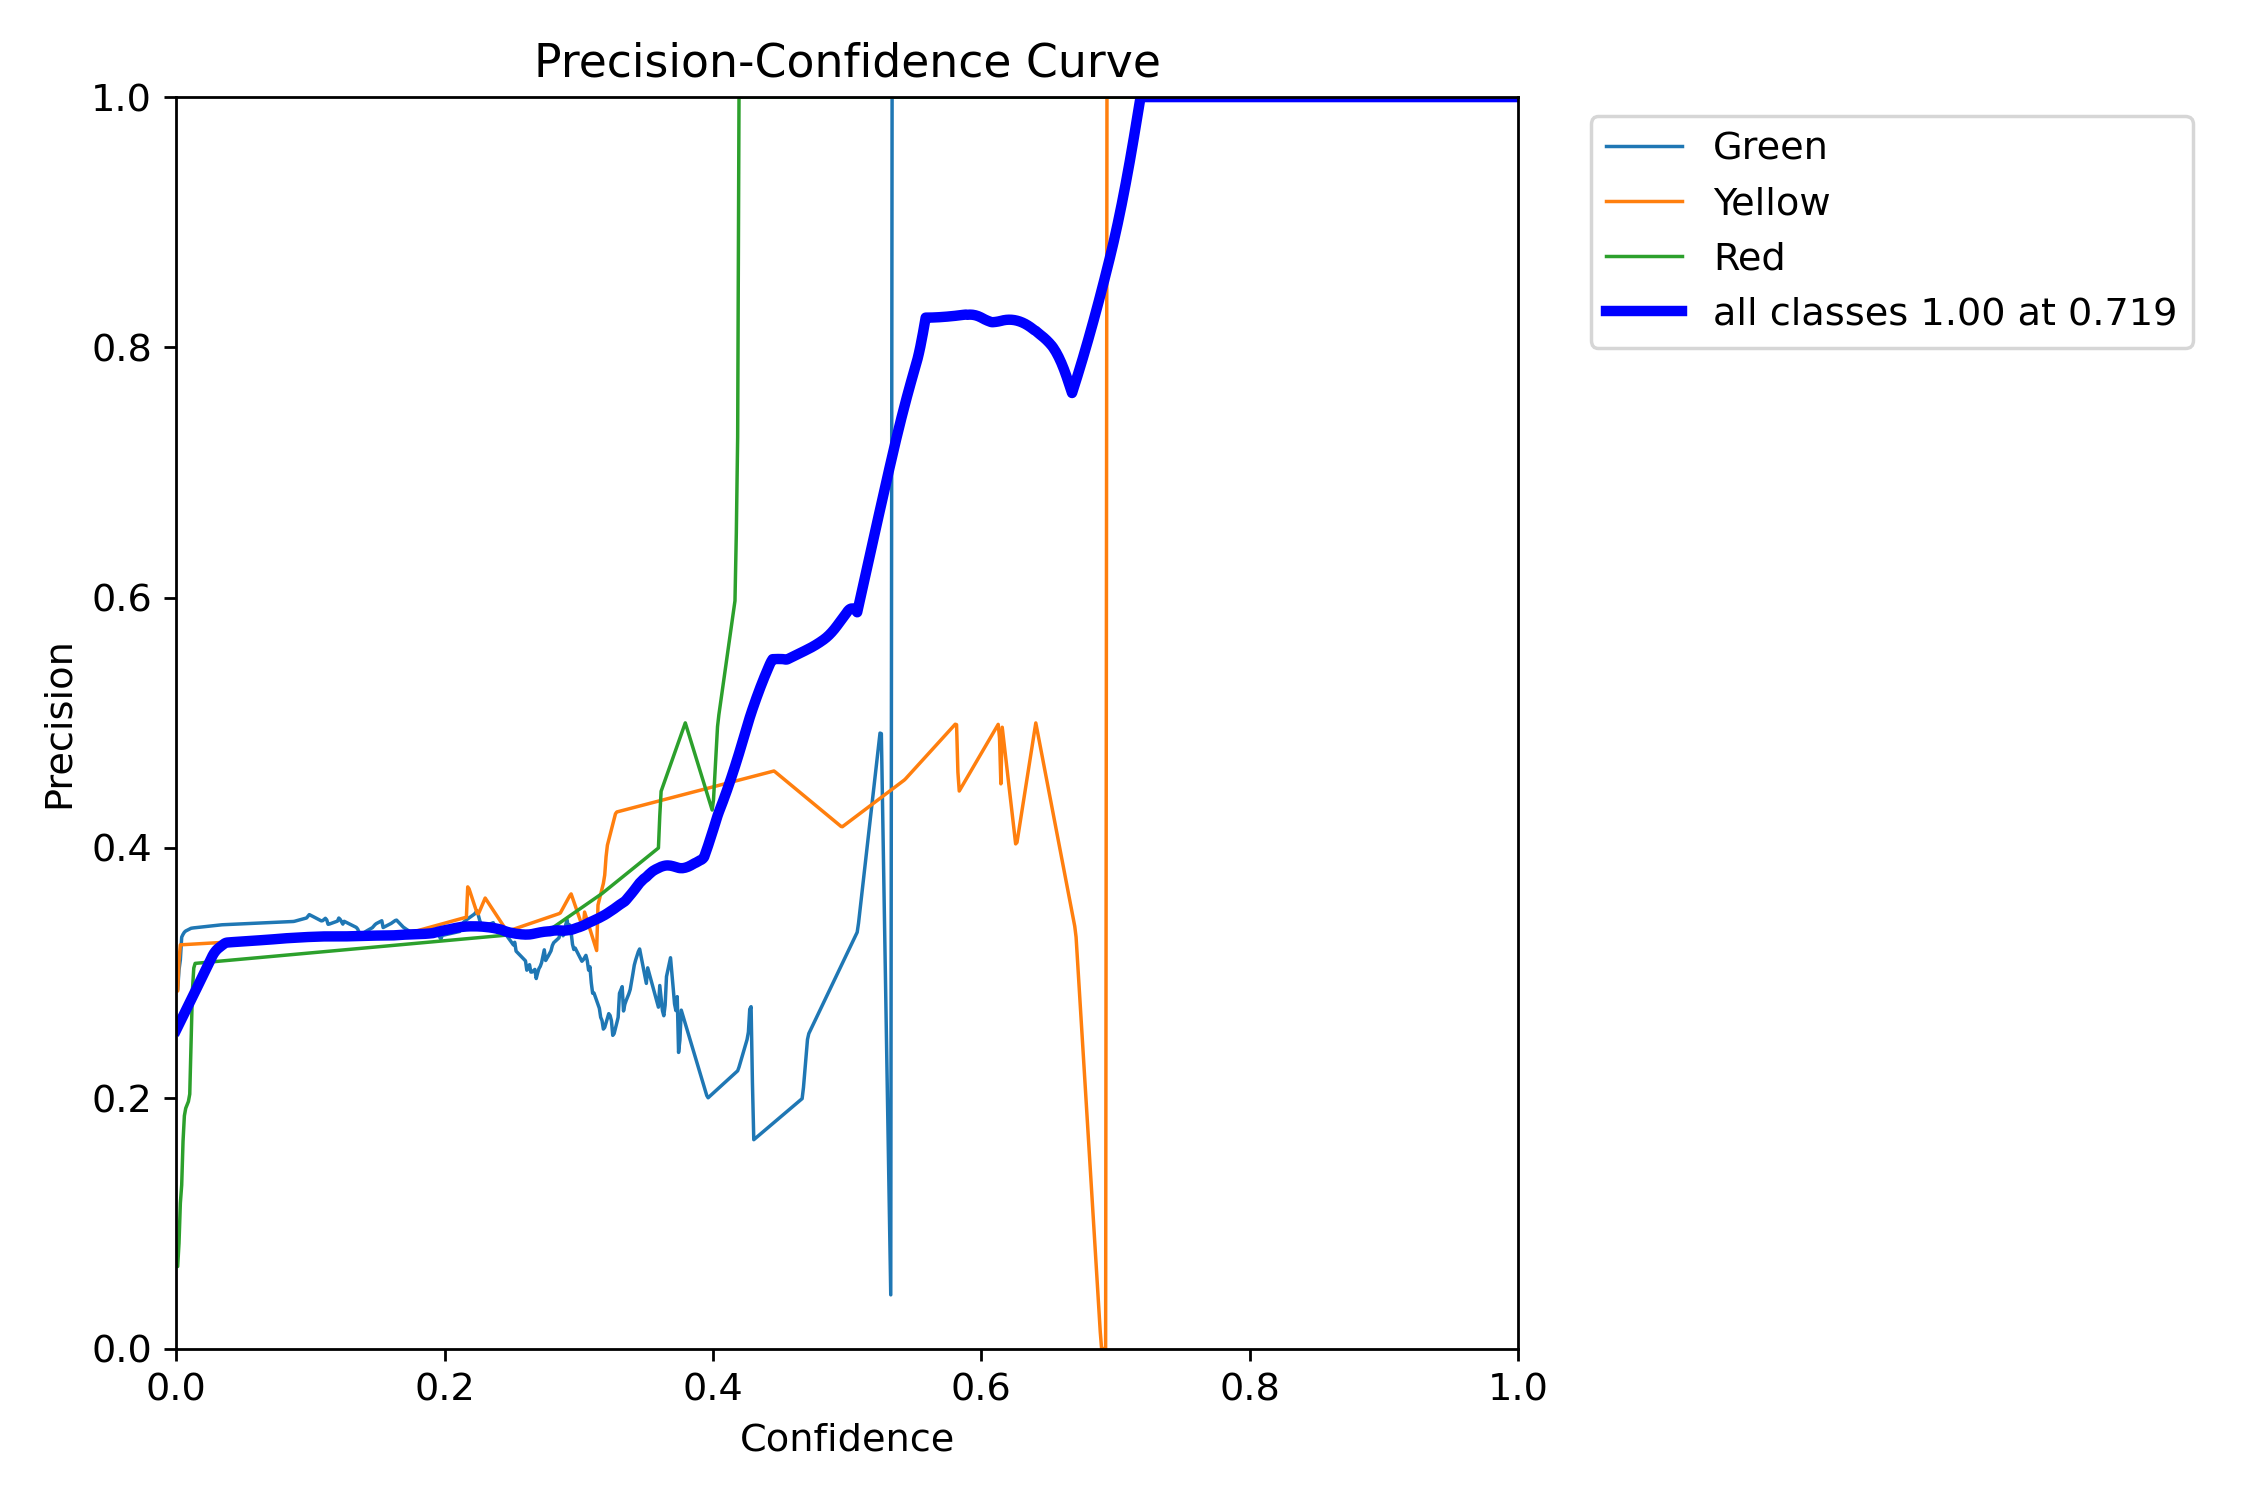 Precision-Confidence Curve
1.0
0.8
0.6
0.4
0.2
0.0
Precision
0.0 0.2 0.4 0.6 0.8 1.0
Confidence
Green
Yellow
Red
all classes 1.00 at 0.719